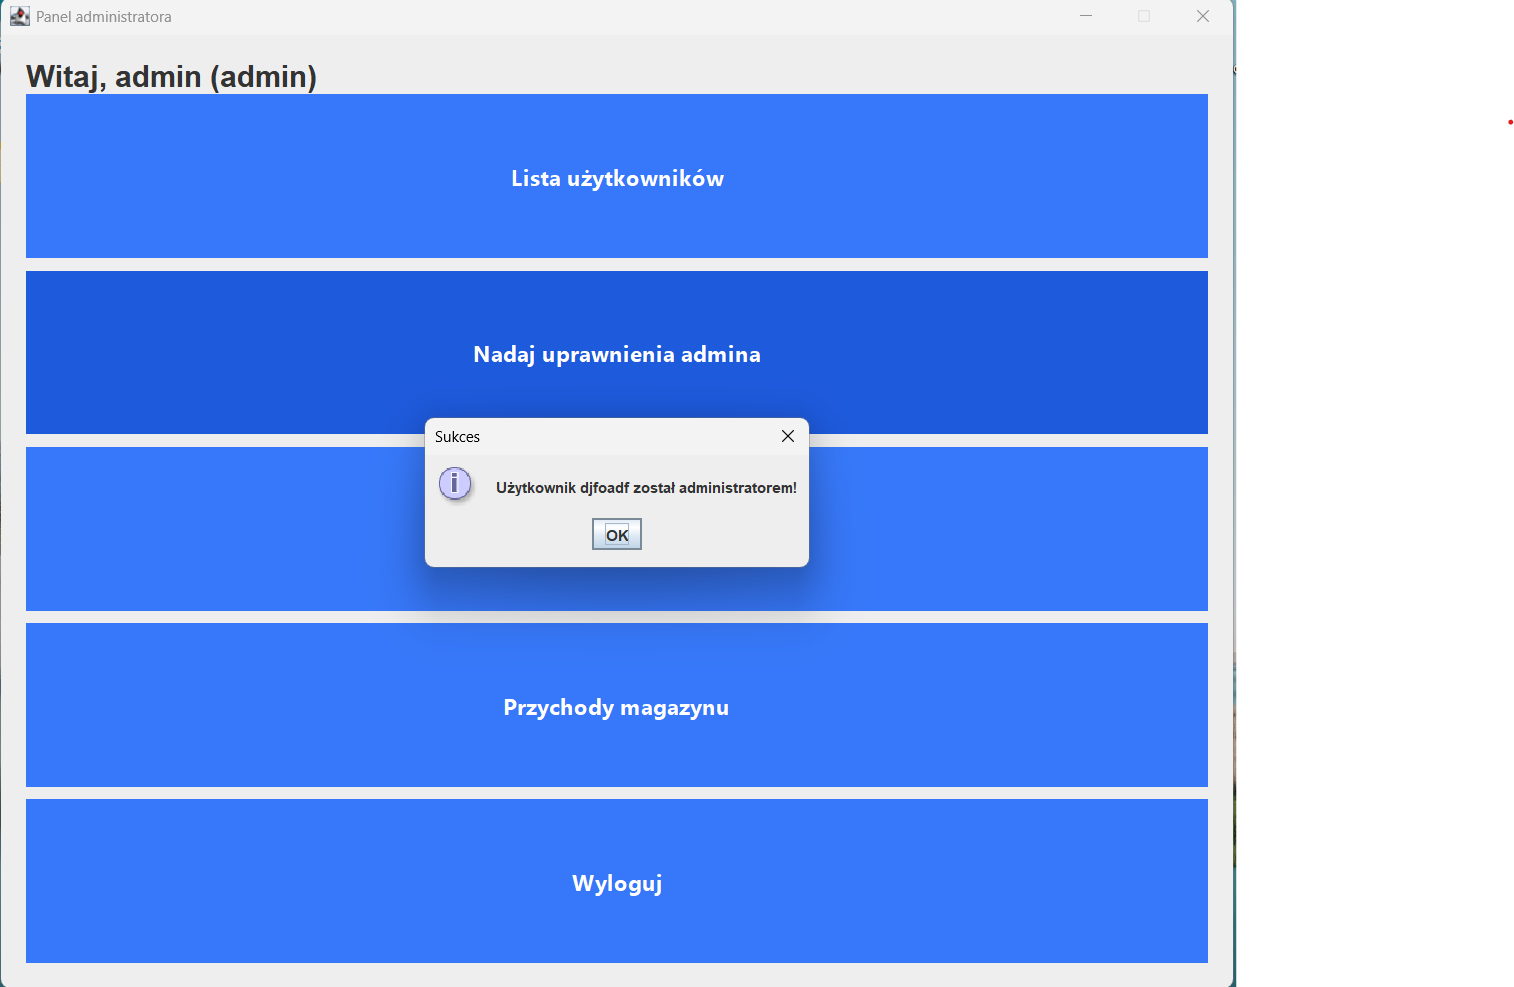 Panel administratora
Witaj, admin (admin)
Lista użytkowników
Nadaj uprawnienia admina
Sukces
Użytkownik djfoadf został administratorem!
OK
Przychody magazynu
Wyloguj